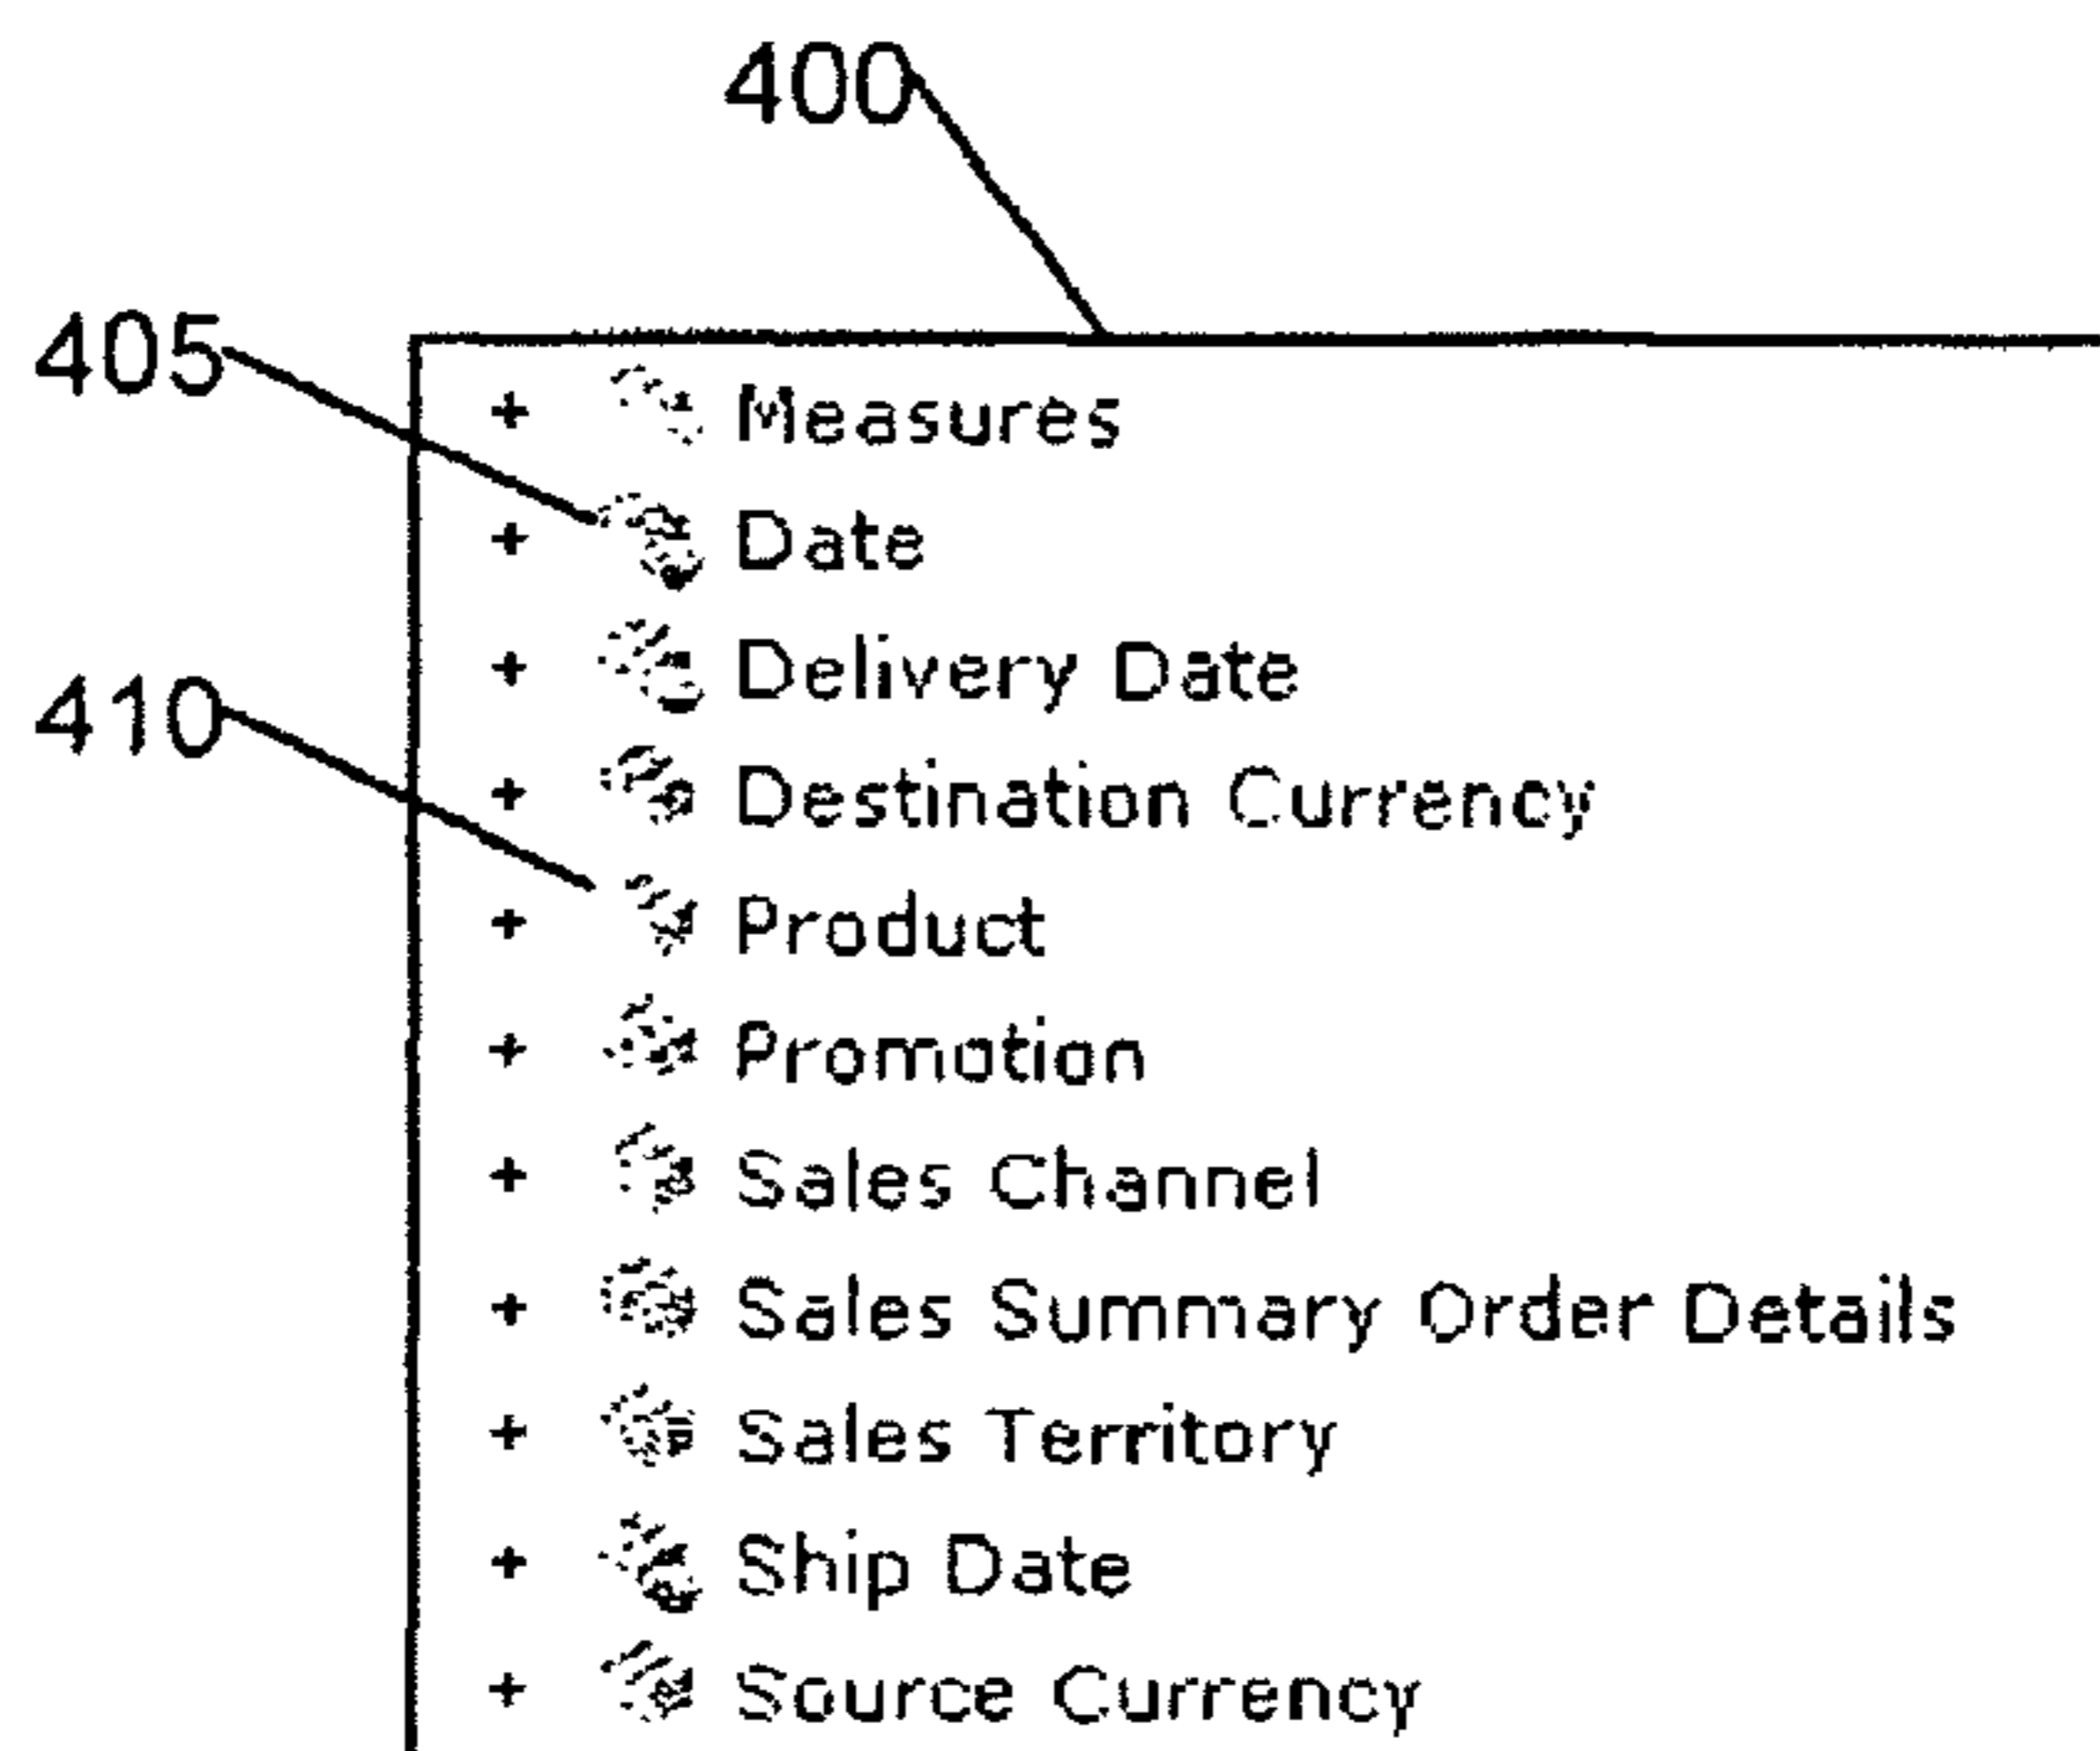 400
405
+ Measures
+ Date
+ Delivery Date
410
+ Destination Currency
+ Product
+ Promotion
+ Sales Channel
+ Sales Summary Order Details
+ Sales Territory
+ Ship Date
+ Source Currency